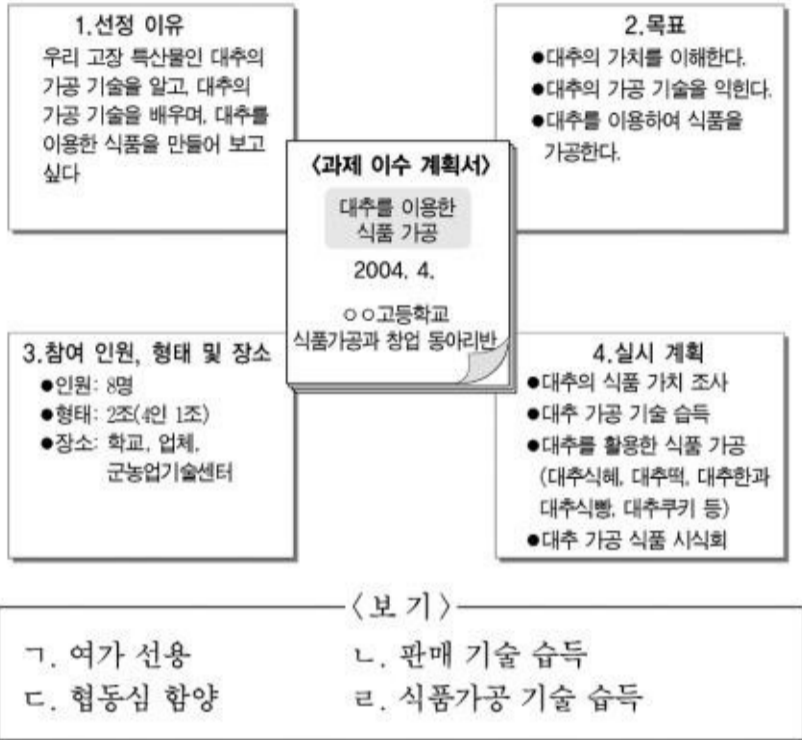 1.선정 이유
우리 고장 특산물인 대추의
가공 기술을 알고, 대추의
가공 기술을 배우며, 대추를
이용한 식품을 만들어 보고
싶다
2.목표
●대추의 가치를 이해한다.
●대추의 가공 기술을 익힌다.
●대추를 이용하여 식품을
가공한다.
〈과제 이수 계획서〉
대추를 이용한
식품 가공
2004. 4.
○○고등학교
식품가공과 창업 동아리반
3.참여 인원, 형태 및 장소
●인원: 8명
●형태: 2조(4인 1조)
●장소: 학교, 업체,
군농업기술센터
4.실시 계획
●대추의 식품 가치 조사
●대추 가공 기술 습득
●대추를 활용한 식품 가공
(대추식혜, 대추떡, 대추한과
대추식빵, 대추쿠키 등)
●대추 가공 식품 시식회
〈보 기〉
ㄱ. 여가 선용 ㄴ. 판매 기술 습득
ㄷ. 협동심 함양 ㄹ. 식품가공 기술 습득